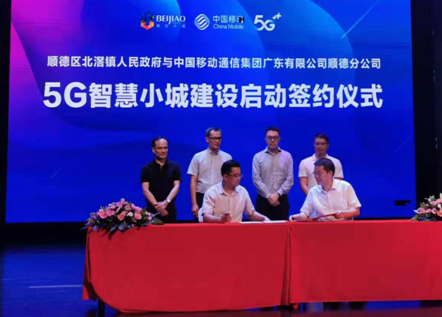 BEIJIAO 中国移动 China Mobile 5G+
顺德区北滘镇人民政府与中国移动通信集团广东有限公司顺德分公司
5G智慧小城建设启动签约仪式